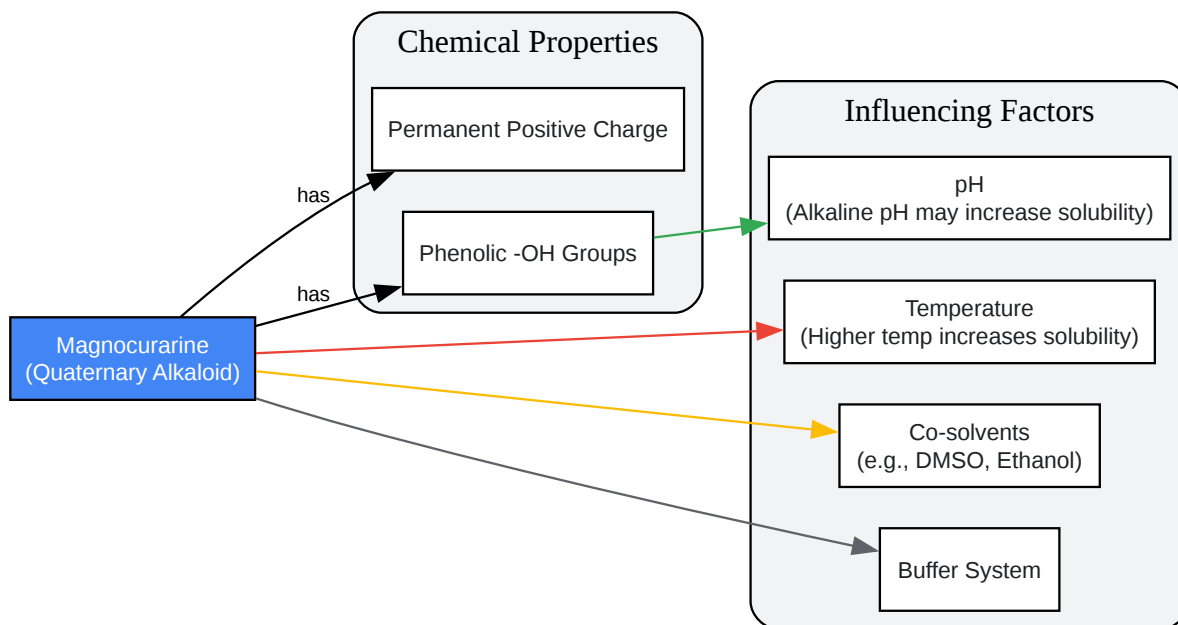 Chemical Properties
Permanent Positive Charge
has
Phenolic -OH Groups
has
Magnocurarine
(Quaternary Alkaloid)
Influencing Factors
pH
(Alkaline pH may increase solubility)
Temperature
(Higher temp increases solubility)
Co-solvents
(e.g., DMSO, Ethanol)
Buffer System